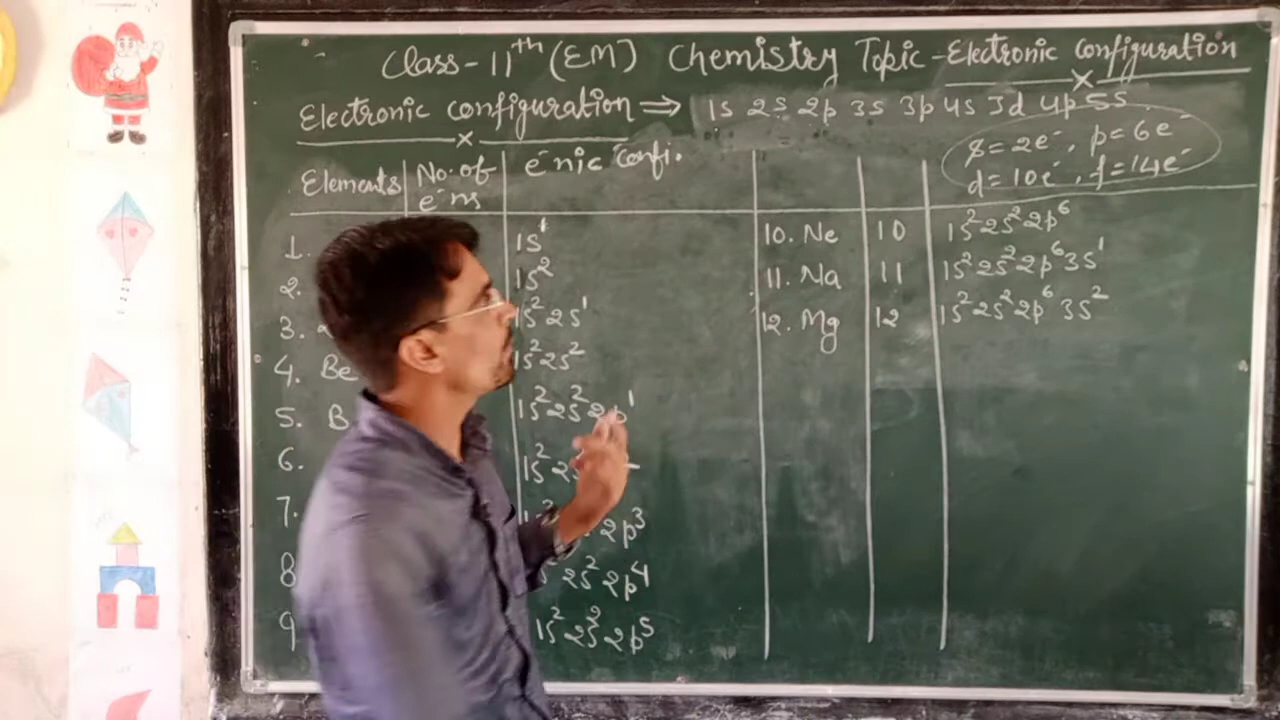 Class-11th (EM) Chemistry Topic-Electronic Configuration
Electronic configuration ⇒ 1s 2s 2p 3s 3p 4s 3d 4p 5s
s=2e⁻, p=6e⁻
d=10e⁻, f=14e⁻
Elements No. of e⁻ns e⁻nic Confi.
1. 1s¹
2. 1s²
3. 1s² 2s¹
4. Be 1s² 2s²
5. B 1s² 2s² 2p¹
6. 1s²
7. 2p³
8 2s² 2p⁴
9 1s² 2s² 2p⁵
10. Ne 10 1s² 2s² 2p⁶
11. Na 11 1s² 2s² 2p⁶ 3s¹
12. Mg 12 1s² 2s² 2p⁶ 3s²